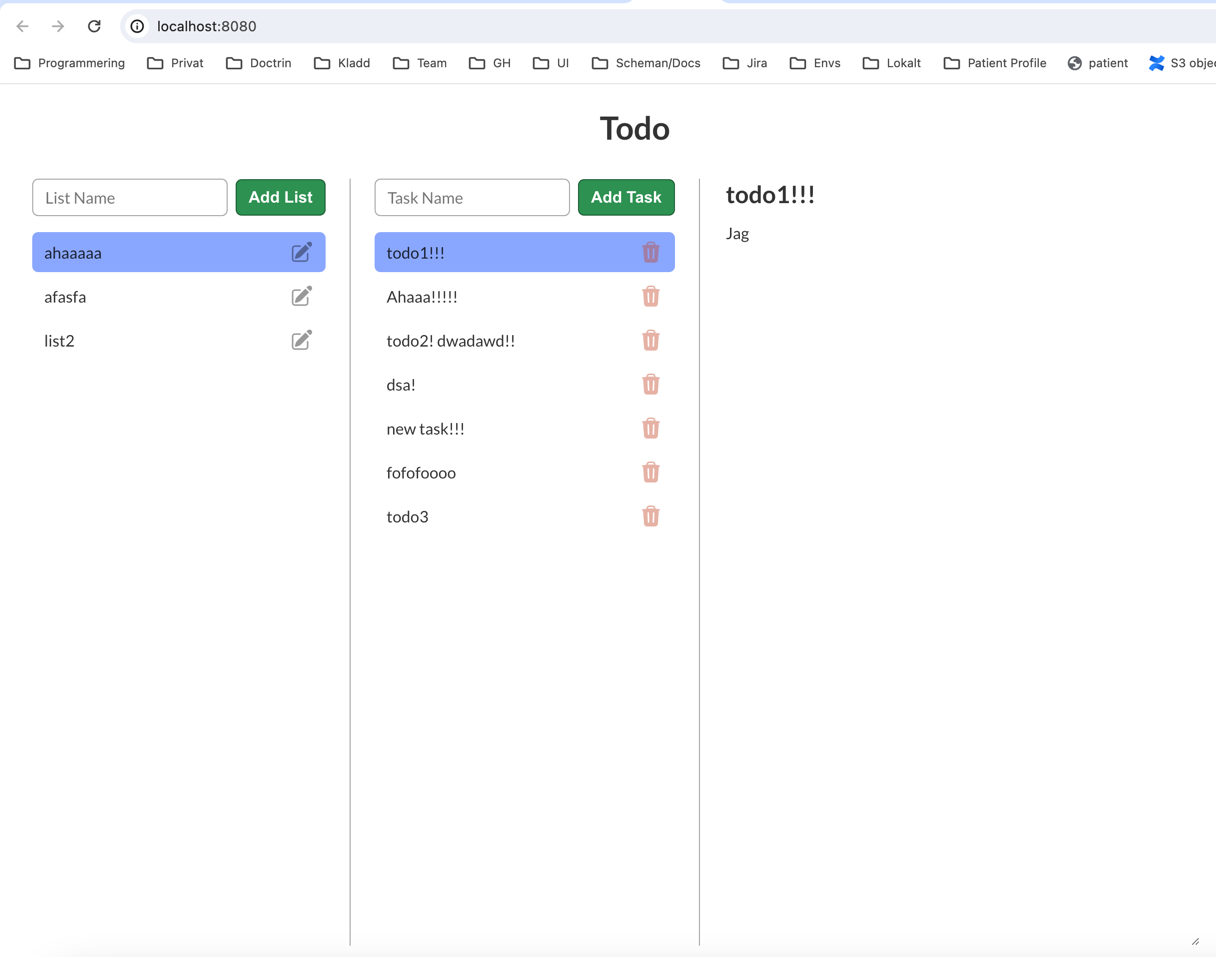 localhost:8080
Programmering Privat Doctrin Kladd Team GH UI Scheman/Docs Jira Envs Lokalt Patient Profile patient S3 objec
Todo
List Name Add List
ahaaaaa
afasfa
list2
Task Name Add Task
todo1!!!
Ahaaa!!!!!
todo2! dwadawd!!
dsa!
new task!!!
fofofoooo
todo3
todo1!!!
Jag